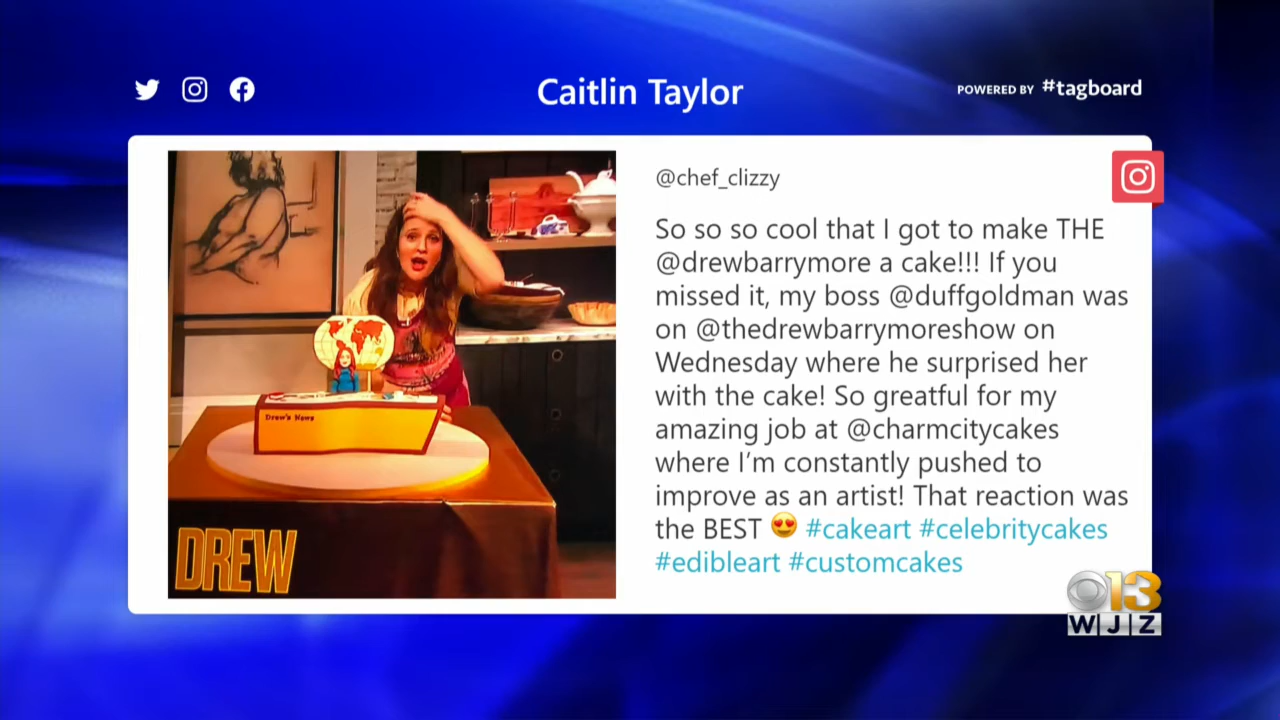 Caitlin Taylor
POWERED BY #tagboard
@chef_clizzy
So so so cool that I got to make THE
@drewbarrymore a cake!!! If you
missed it, my boss @duffgoldman was
on @thedrewbarrymoreshow on
Wednesday where he surprised her
with the cake! So greatful for my
amazing job at @charmcitycakes
where I’m constantly pushed to
improve as an artist! That reaction was
the BEST 😍 #cakeart #celebritycakes
#edibleart #customcakes
Drew's News
DREW
13
WJZ